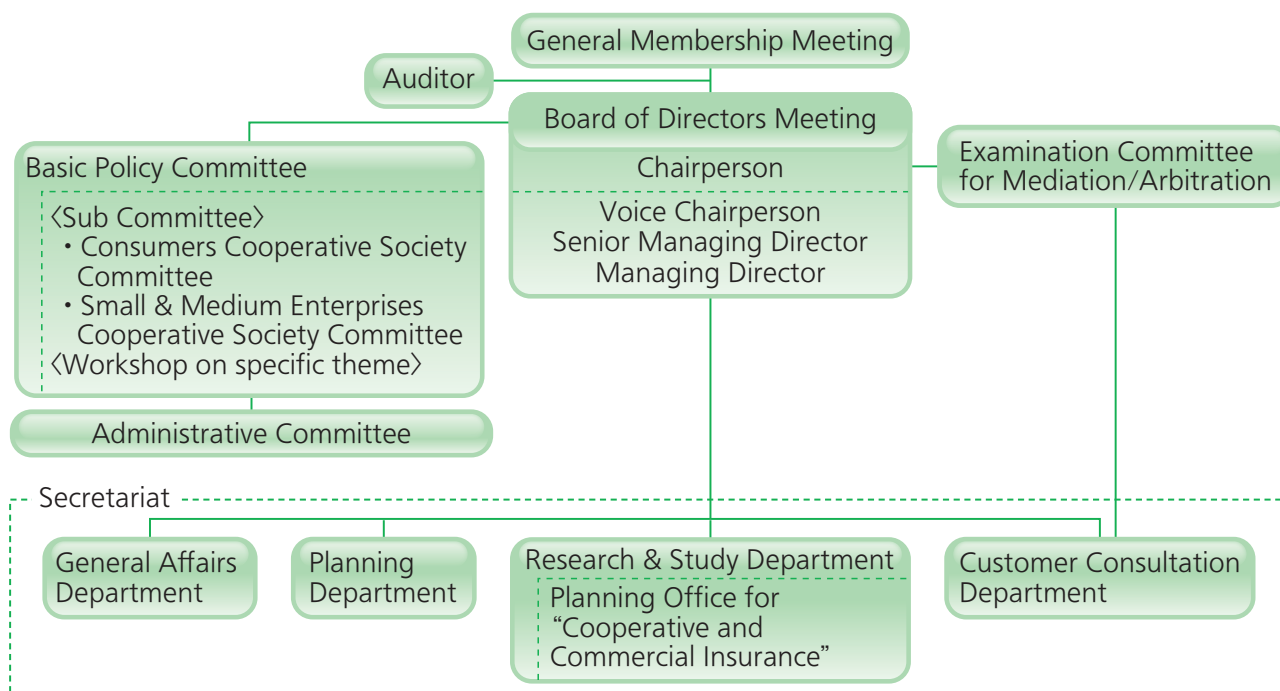 General Membership Meeting
Auditor
Board of Directors Meeting
Chairperson
Voice Chairperson
Senior Managing Director
Managing Director
Basic Policy Committee
〈Sub Committee〉
・Consumers Cooperative Society
Committee
・Small & Medium Enterprises
Cooperative Society Committee
〈Workshop on specific theme〉
Administrative Committee
Examination Committee
for Mediation/Arbitration
Secretariat
General Affairs
Department
Planning
Department
Research & Study Department
Planning Office for
“Cooperative and
Commercial Insurance”
Customer Consultation
Department